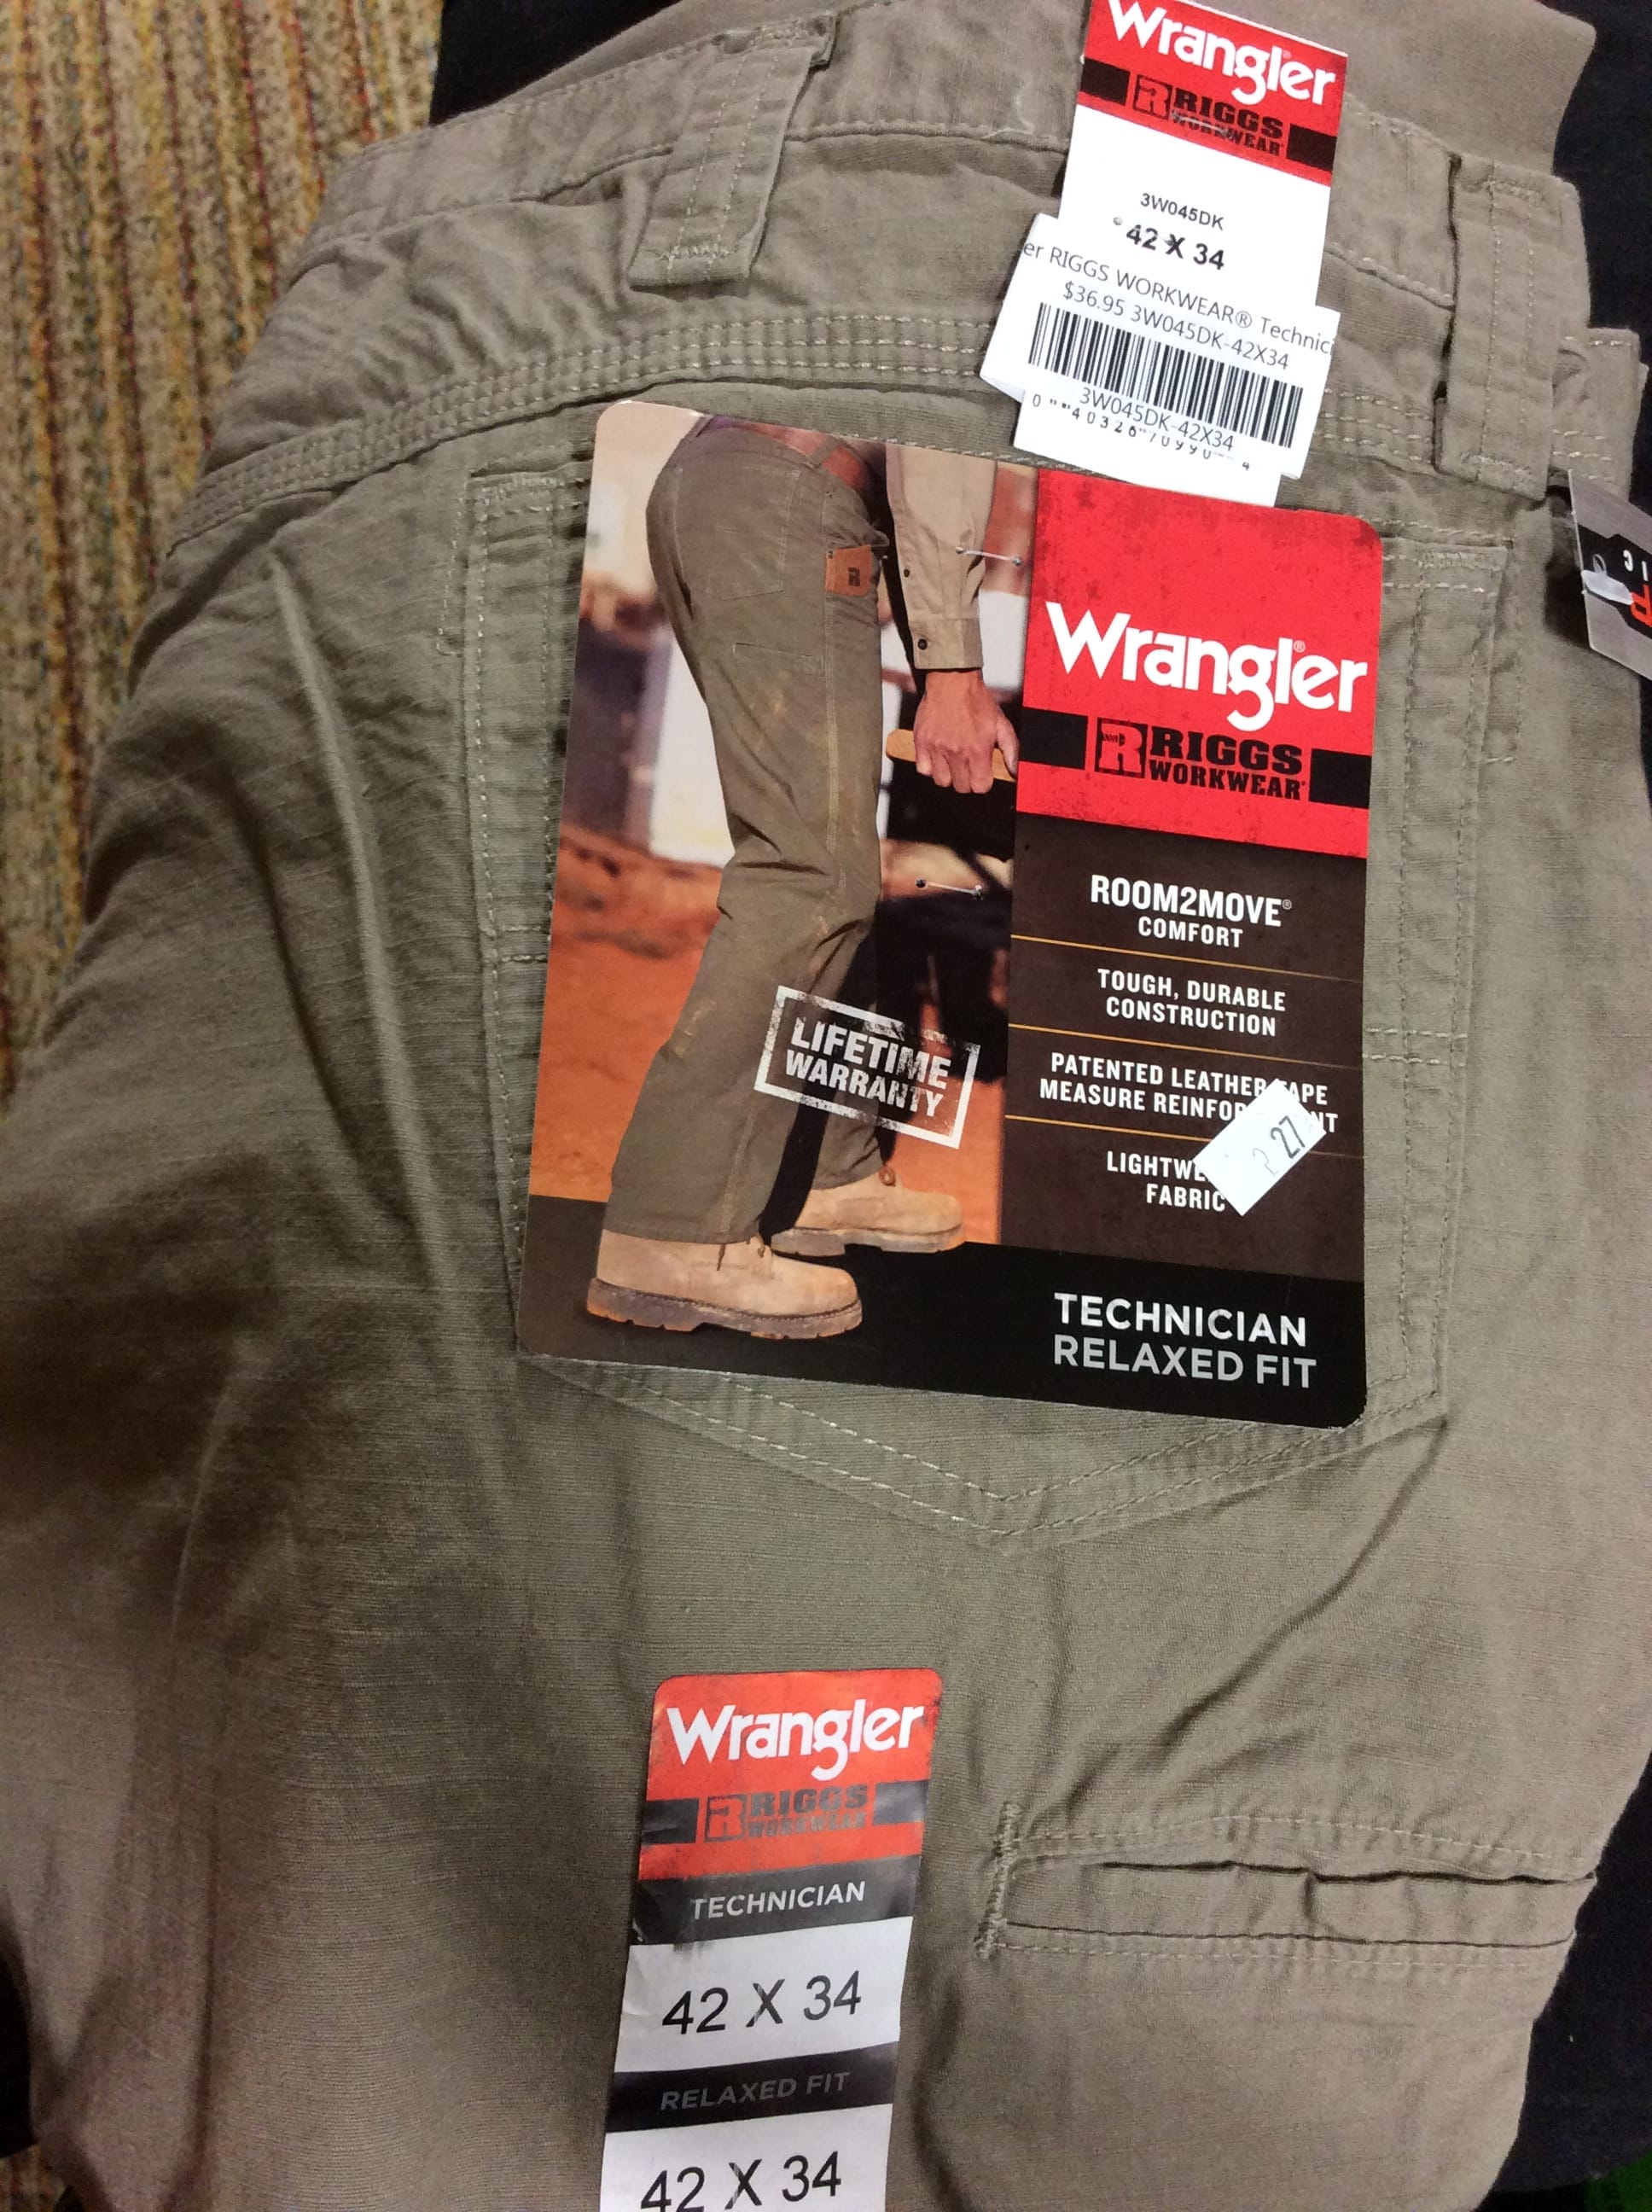 Wrangler
RIGGS
WORKWEAR
3W045DK
42 X 34
er RIGGS WORKWEAR® Technici
$36.95 3W045DK-42X34
3W045DK-42X34
Wrangler®
RIGGS
WORKWEAR®
ROOM2MOVE®
COMFORT
TOUGH, DURABLE
CONSTRUCTION
PATENTED LEATHER
MEASURE
27
FABRIC
LIFETIME
WARRANTY
TECHNICIAN
RELAXED FIT
Wrangler
RIGGS
WORKWEAR
TECHNICIAN
42 X 34
RELAXED FIT
42 X 34